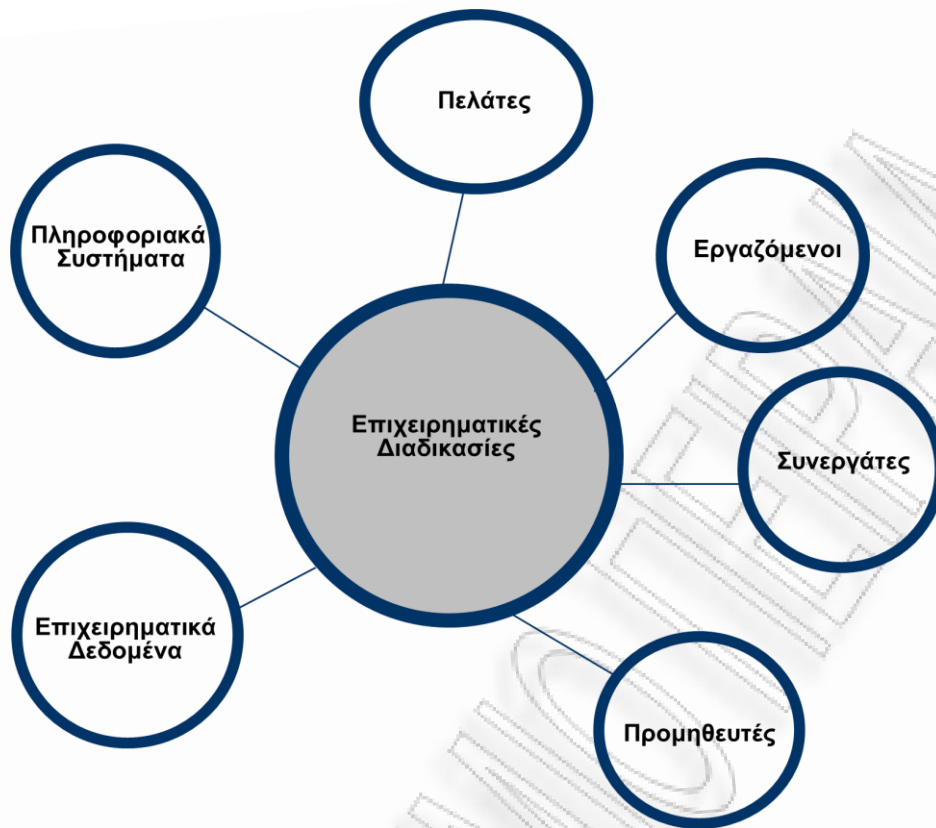 Πελάτες
Πληροφοριακά
Συστήματα
Εργαζόμενοι
Επιχειρηματικές
Διαδικασίες
Συνεργάτες
Επιχειρηματικά
Δεδομένα
Προμηθευτές